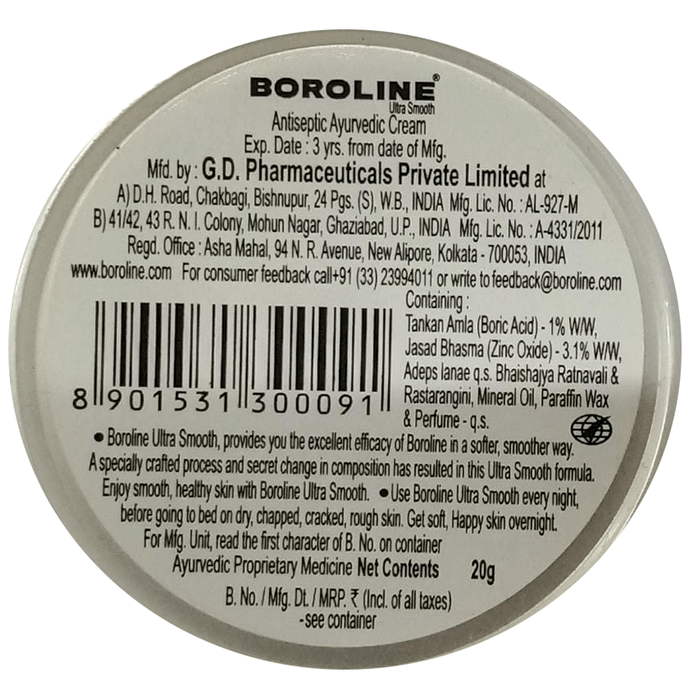 BOROLINE®
Ultra Smooth
Antiseptic Ayurvedic Cream
Exp. Date : 3 yrs. from date of Mfg.
Mfd. by : G.D. Pharmaceuticals Private Limited at
A) D.H. Road, Chakbagi, Bishnupur, 24 Pgs. (S), W.B., INDIA Mfg. Lic. No. : AL-927-M
B) 41/42, 43 R. N. I. Colony, Mohun Nagar, Ghaziabad, U.P., INDIA Mfg. Lic. No. : A-4331/2011
Regd. Office : Asha Mahal, 94 N. R. Avenue, New Alipore, Kolkata - 700053, INDIA
www.boroline.com For consumer feedback call+91 (33) 23994011 or write to feedback@boroline.com
Containing :
Tankan Amla (Boric Acid) - 1% W/W,
Jasad Bhasma (Zinc Oxide) - 3.1% W/W,
Adeps lanae q.s. Bhaishajya Ratnavali &
Rastarangini, Mineral Oil, Paraffin Wax
& Perfume - q.s.
8 901531 300091
• Boroline Ultra Smooth, provides you the excellent efficacy of Boroline in a softer, smoother way.
A specially crafted process and secret change in composition has resulted in this Ultra Smooth formula.
Enjoy smooth, healthy skin with Boroline Ultra Smooth. • Use Boroline Ultra Smooth every night,
before going to bed on dry, chapped, cracked, rough skin. Get soft, Happy skin overnight.
For Mfg. Unit, read the first character of B. No. on container
Ayurvedic Proprietary Medicine Net Contents 20g
B. No. / Mfg. Dt. / MRP. ₹ (Incl. of all taxes)
-see container